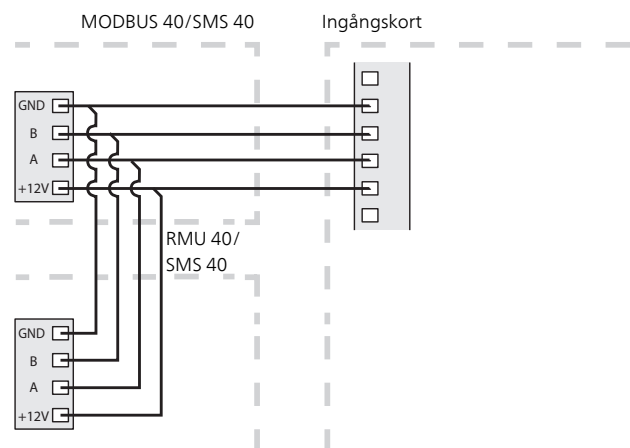 MODBUS 40/SMS 40
Ingångskort
GND
B
A
+12V
RMU 40/
SMS 40
GND
B
A
+12V